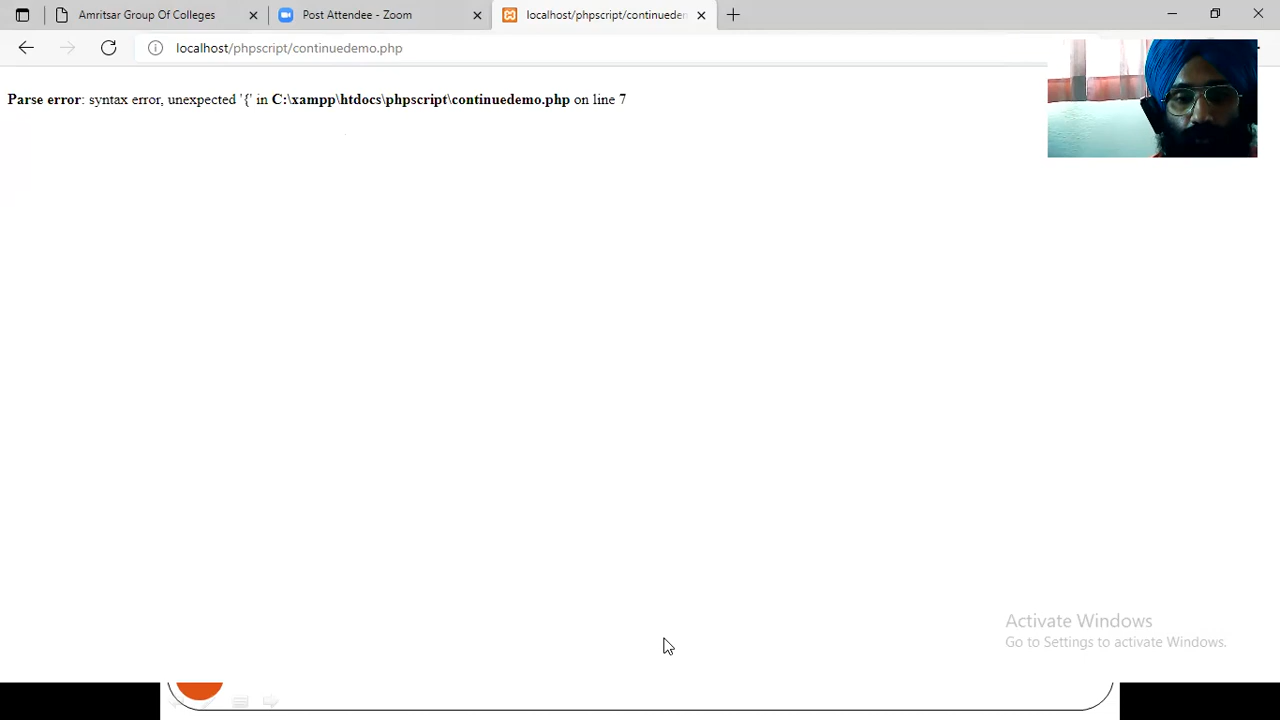 Amritsar Group Of Colleges
Post Attendee - Zoom
localhost/phpscript/continueden
localhost/phpscript/continuedemo.php
Parse error: syntax error, unexpected '{' in C:\xampp\htdocs\phpscript\continuedemo.php on line 7
Activate Windows
Go to Settings to activate Windows.